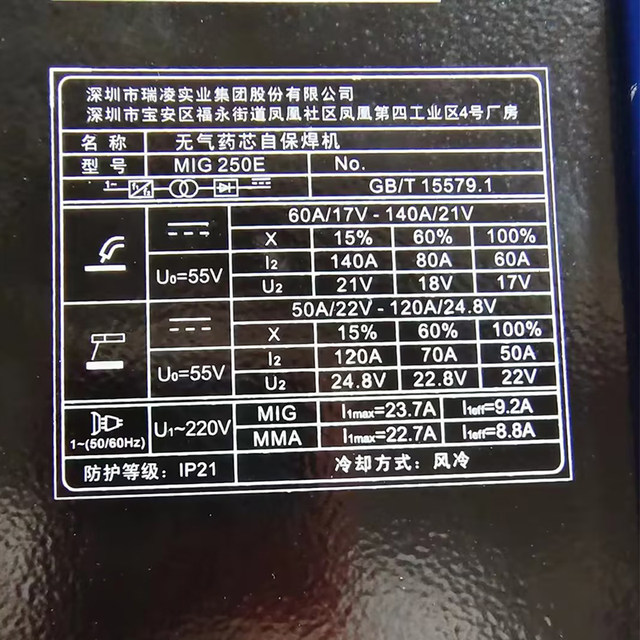 深圳市瑞凌实业集团股份有限公司
深圳市宝安区福永街道凤凰社区凤凰第四工业区4号厂房
名 称 无气药芯自保焊机
型 号 MIG 250E No.
1~ f₁ f₂ GB/T 15579.1
60A/17V - 140A/21V
X 15% 60% 100%
U₀=55V I₂ 140A 80A 60A
U₂ 21V 18V 17V
50A/22V - 120A/24.8V
X 15% 60% 100%
U₀=55V I₂ 120A 70A 50A
U₂ 24.8V 22.8V 22V
1~(50/60Hz) U₁~220V MIG I₁max=23.7A I₁eff=9.2A
MMA I₁max=22.7A I₁eff=8.8A
防护等级: IP21 冷却方式: 风冷